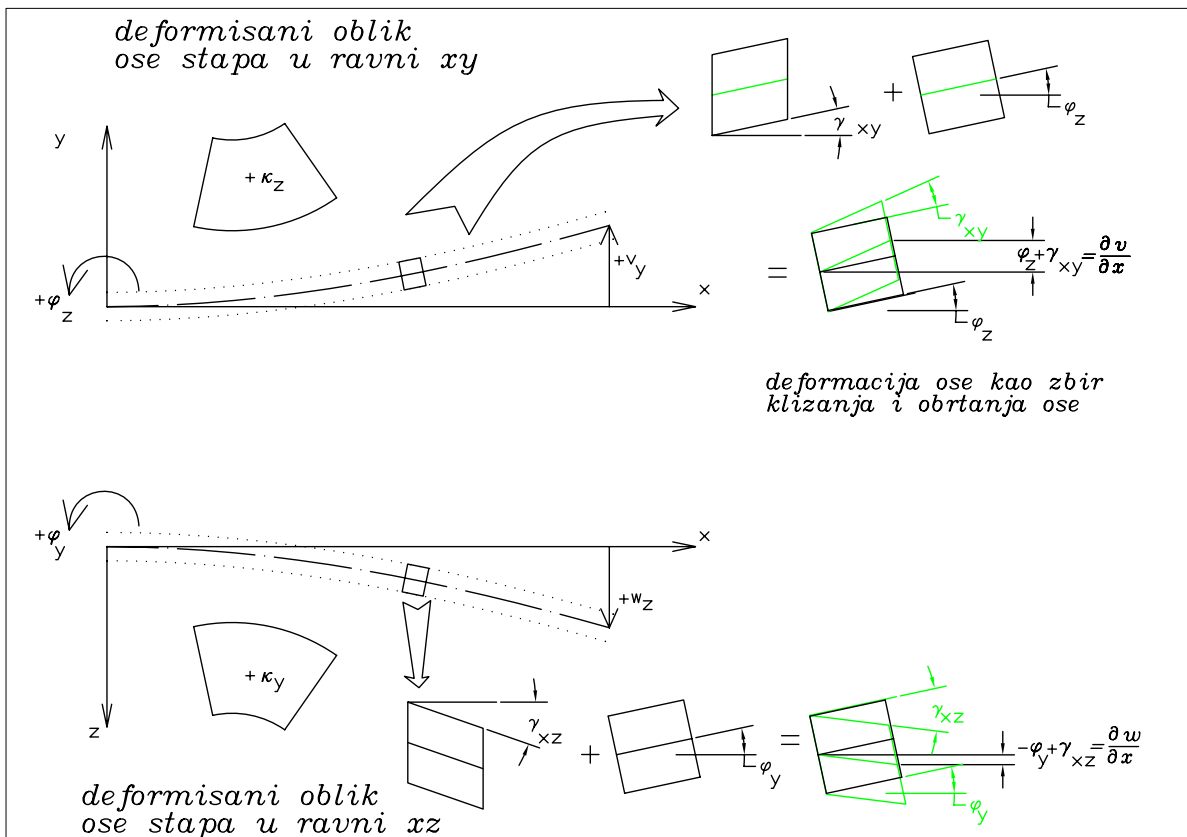 deformisani oblik
ose stapa u ravni xy
γxy
+
φz
y
+κz
+φz
+vy
x
γxy
=
φz+γxy=∂v/∂x
φz
deformacija ose kao zbir
klizanja i obrtanja ose
+φy
x
+wz
z
+κy
γxz
+
φy
=
γxz
-φy+γxz=∂w/∂x
φy
deformisani oblik
ose stapa u ravni xz